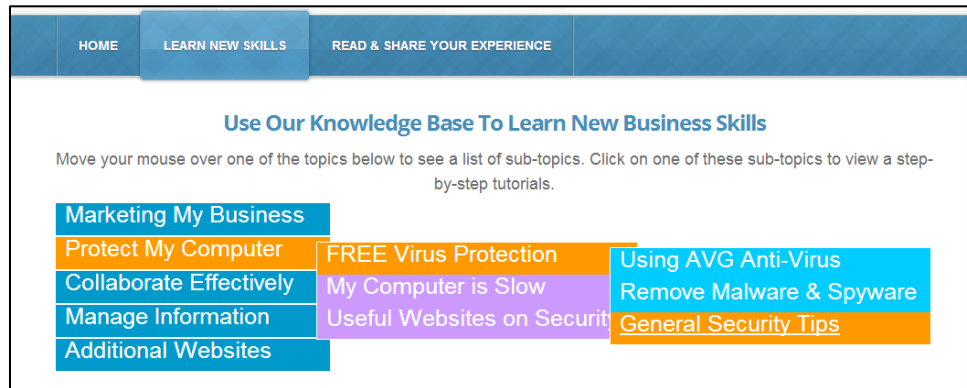 HOME LEARN NEW SKILLS READ & SHARE YOUR EXPERIENCE
Use Our Knowledge Base To Learn New Business Skills
Move your mouse over one of the topics below to see a list of sub-topics. Click on one of these sub-topics to view a step-
by-step tutorials.
Marketing My Business
Protect My Computer
Collaborate Effectively
Manage Information
Additional Websites
FREE Virus Protection
My Computer is Slow
Useful Websites on Security
Using AVG Anti-Virus
Remove Malware & Spyware
General Security Tips